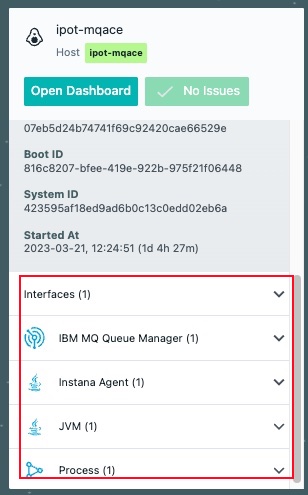 ipot-mqace
Host ipot-mqace
Open Dashboard No Issues
07eb5d24b74741f69c92420cae66529e
Boot ID
816c8207-bfee-419e-922b-975f21f06448
System ID
423595af18ed9ad6b0c13c0edd02eb6a
Started At
2023-03-21, 12:24:51 (1d 4h 27m)
Interfaces (1)
IBM MQ Queue Manager (1)
Instana Agent (1)
JVM (1)
Process (1)